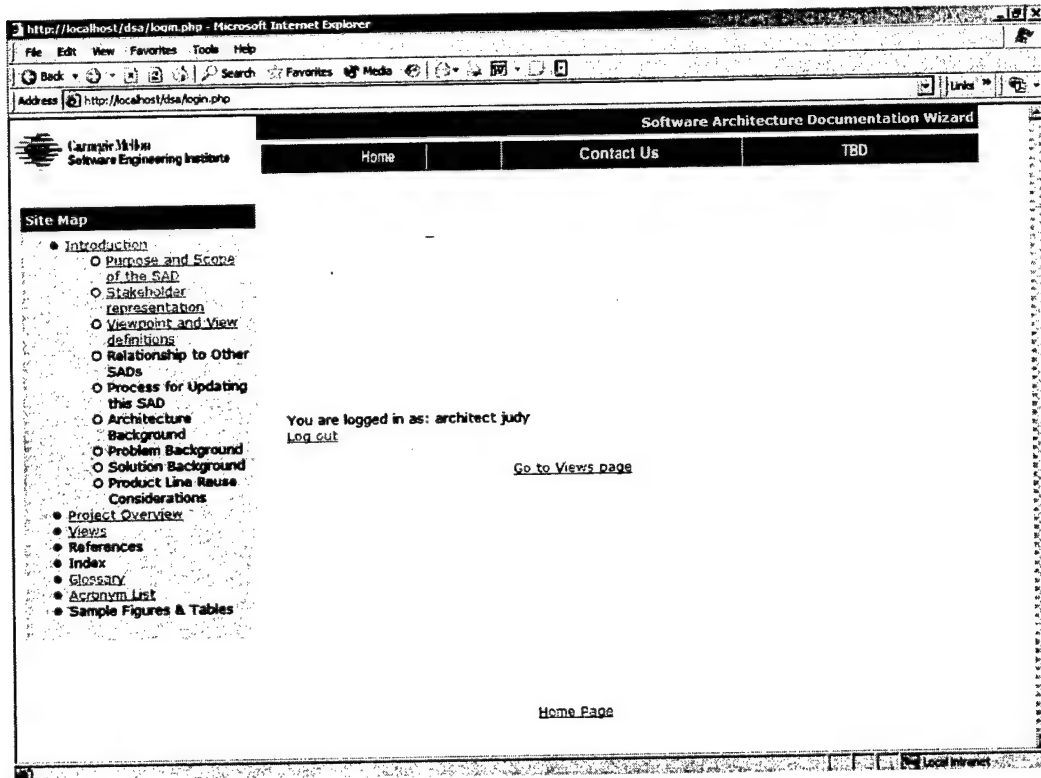 http://localhost/dsa/login.php - Microsoft Internet Explorer
File Edit View Favorites Tools Help
Back Search Favorites Media
Address http://localhost/dsa/login.php Links »
Carnegie Mellon
Software Engineering Institute
Software Architecture Documentation Wizard
Home Contact Us TBD
Site Map
Introduction
Purpose and Scope
of the SAD
Stakeholder
representation
Viewpoint and View
definitions
Relationship to Other
SADs
Process for Updating
this SAD
Architecture
Background
Problem Background
Solution Background
Product Line Reuse
Considerations
Project Overview
Views
References
Index
Glossary
Acronym List
Sample Figures & Tables
You are logged in as: architect judy
Log out
Go to Views page
Home Page
Local intranet